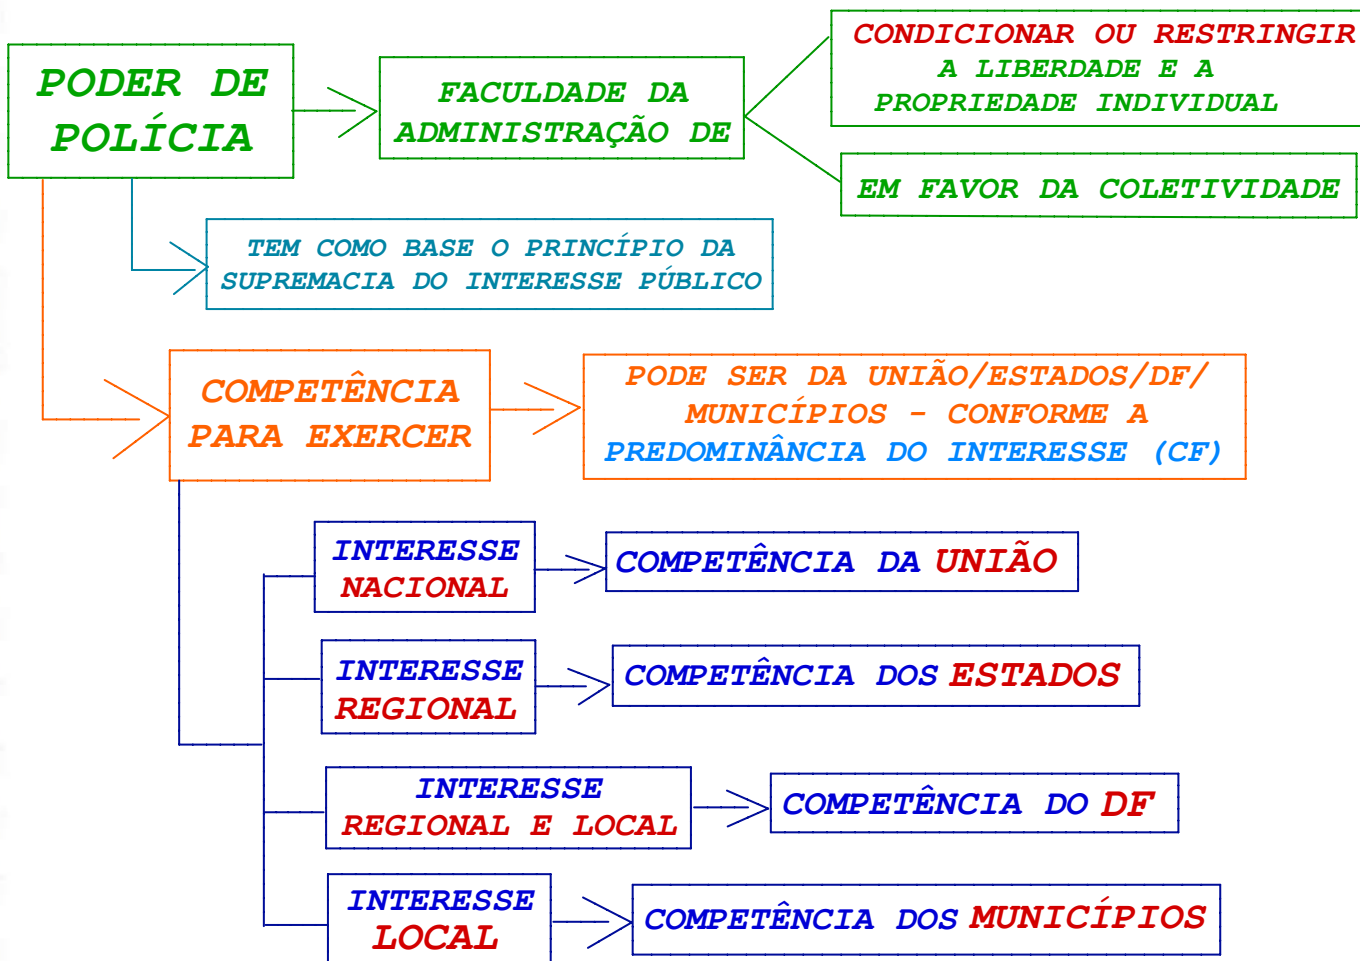 PODER DE
POLÍCIA
FACULDADE DA
ADMINISTRAÇÃO DE
CONDICIONAR OU RESTRINGIR
A LIBERDADE E A
PROPRIEDADE INDIVIDUAL
EM FAVOR DA COLETIVIDADE
TEM COMO BASE O PRINCÍPIO DA
SUPREMACIA DO INTERESSE PÚBLICO
COMPETÊNCIA
PARA EXERCER
PODE SER DA UNIÃO/ESTADOS/DF/
MUNICÍPIOS - CONFORME A
PREDOMINÂNCIA DO INTERESSE (CF)
INTERESSE
NACIONAL
COMPETÊNCIA DA UNIÃO
INTERESSE
REGIONAL
COMPETÊNCIA DOS ESTADOS
INTERESSE
REGIONAL E LOCAL
COMPETÊNCIA DO DF
INTERESSE
LOCAL
COMPETÊNCIA DOS MUNICÍPIOS